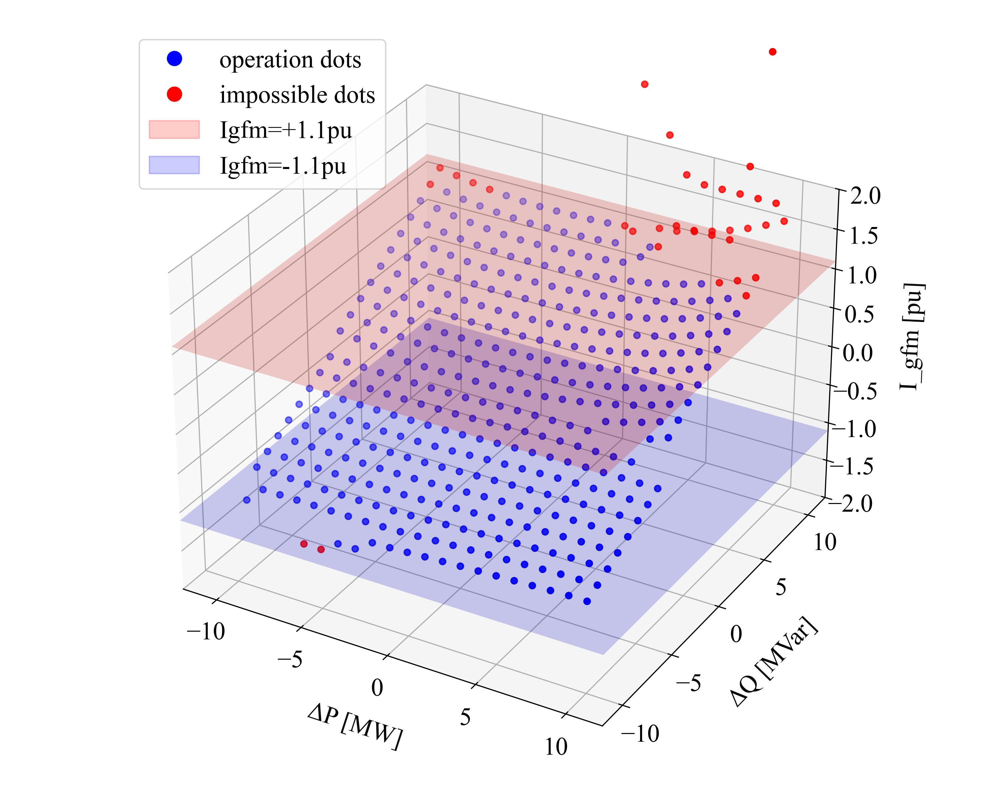 operation dots
impossible dots
Igfm=+1.1pu
Igfm=-1.1pu
2.0
1.5
1.0
0.5
0.0
−0.5
−1.0
−1.5
−2.0
I_gfm [pu]
−10
−5
0
5
10
ΔP [MW]
10
5
0
−5
−10
ΔQ [MVar]